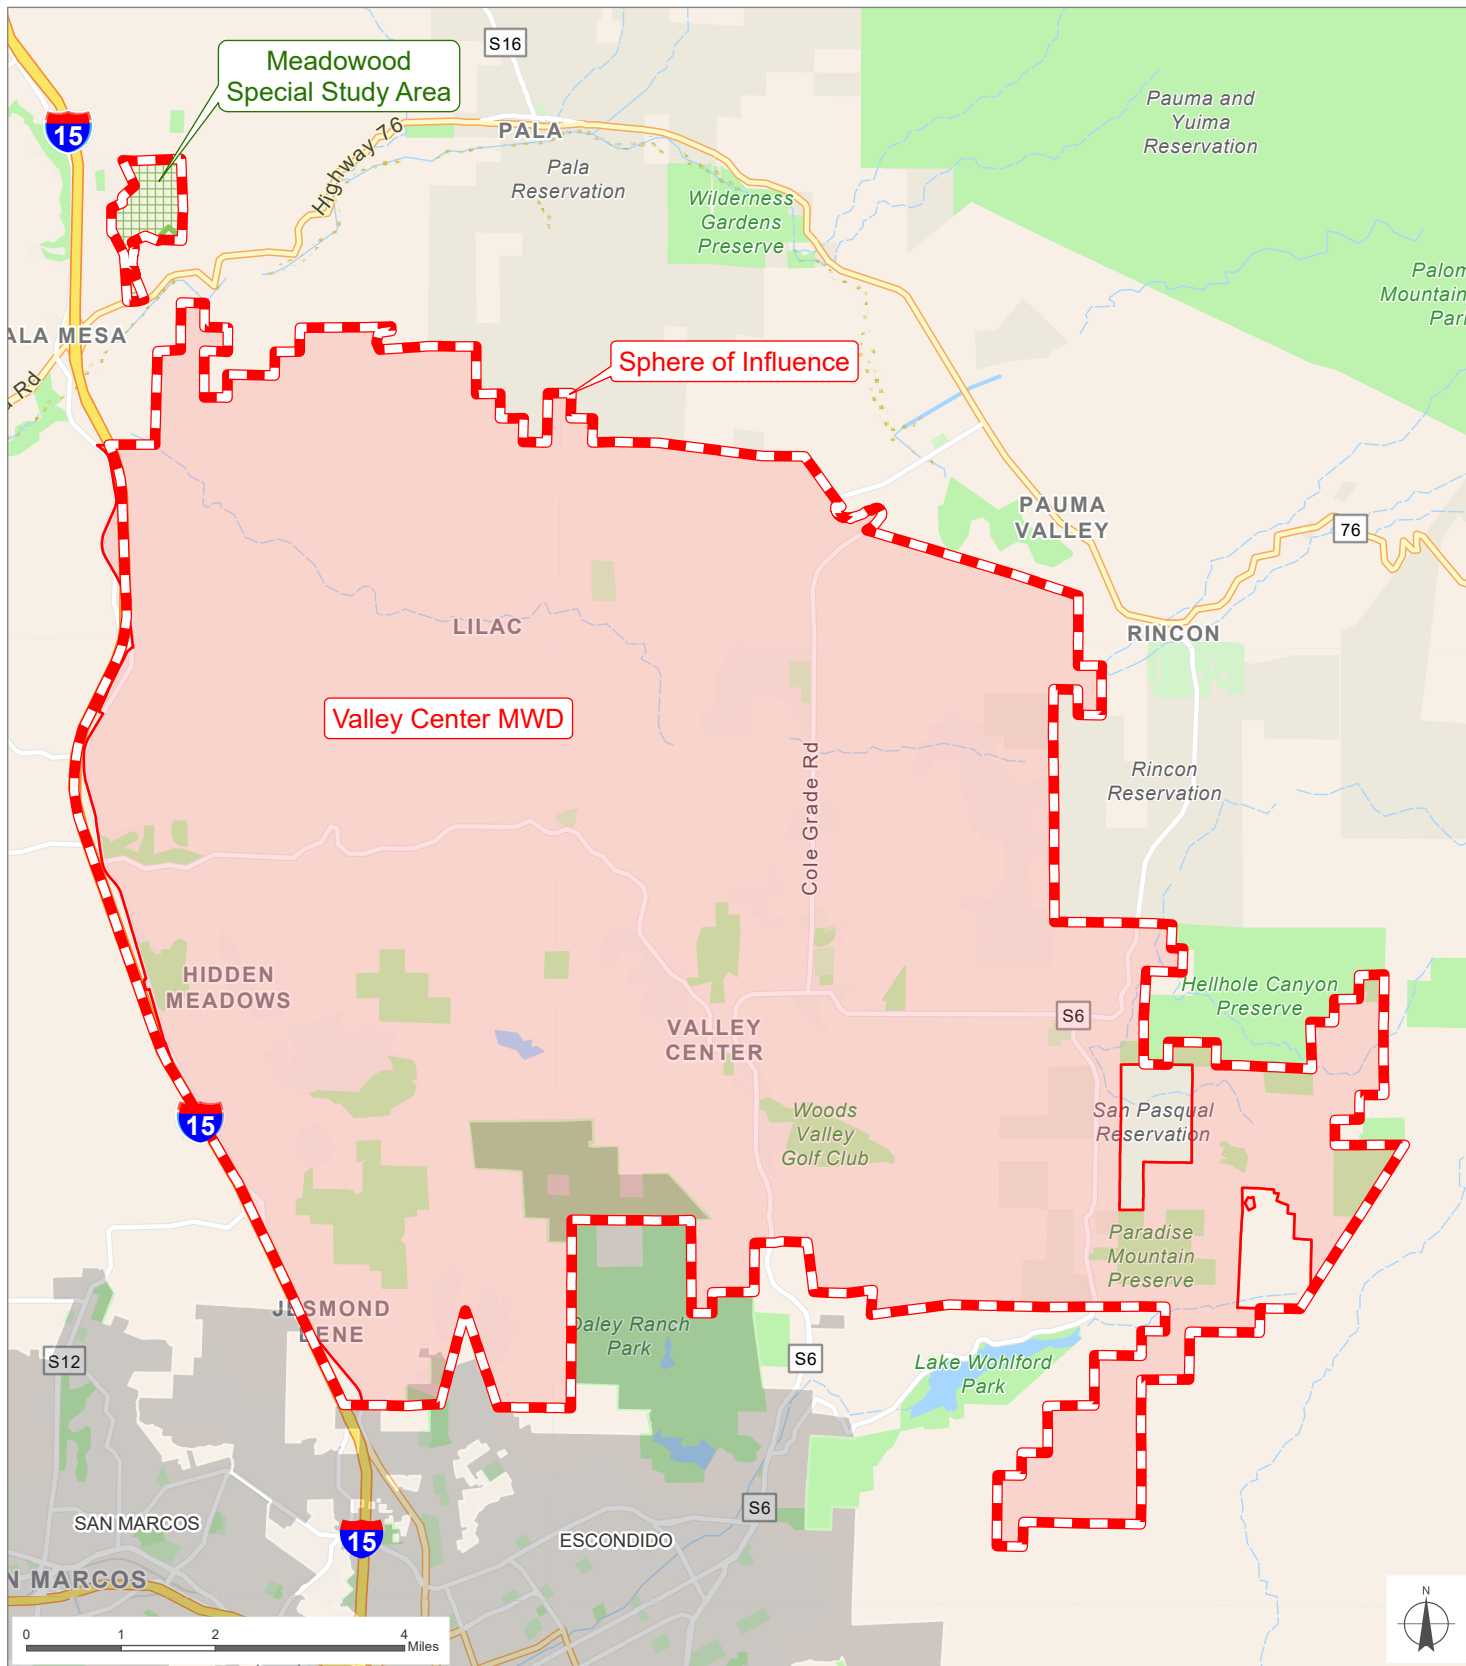 S16
Meadowood
Special Study Area
15
Highway 76
PALA
Pala
Reservation
Pauma and
Yuima
Reservation
Wilderness
Gardens
Preserve
Palom
Mountain
Park
ALA MESA
Rd
Sphere of Influence
PAUMA
VALLEY
76
LILAC
RINCON
Valley Center MWD
Cole Grade Rd
Rincon
Reservation
HIDDEN
MEADOWS
Hellhole Canyon
Preserve
VALLEY
CENTER
S6
15
Woods
Valley
Golf Club
San Pasqual
Reservation
Paradise
Mountain
Preserve
JESMOND
DENE
Daley Ranch
Park
S12
S6
Lake Wohlford
Park
S6
SAN MARCOS
15
ESCONDIDO
N MARCOS
0 1 2 4
Miles
N